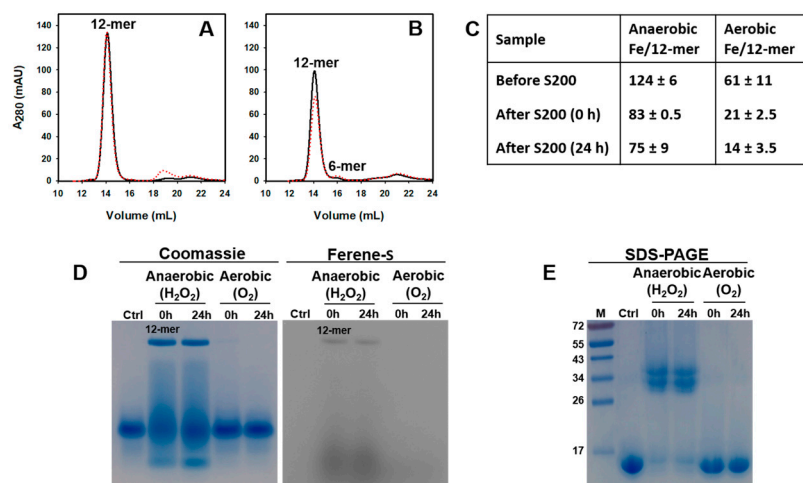 A
12-mer
A280 (mAU)
140
120
100
80
60
40
20
0
10 12 14 16 18 20 22 24
Volume (mL)
B
12-mer
6-mer
140
120
100
80
60
40
20
0
10 12 14 16 18 20 22 24
Volume (mL)
C
Sample Anaerobic Fe/12-mer Aerobic Fe/12-mer
Before S200 124 ± 6 61 ± 11
After S200 (0 h) 83 ± 0.5 21 ± 2.5
After S200 (24 h) 75 ± 9 14 ± 3.5
D
Coomassie Ferene-s
Anaerobic Aerobic Anaerobic Aerobic
(H2O2) (O2) (H2O2) (O2)
Ctrl 0h 24h 0h 24h Ctrl 0h 24h 0h 24h
12-mer 12-mer
E
SDS-PAGE
Anaerobic Aerobic
(H2O2) (O2)
M Ctrl 0h 24h 0h 24h
72
55
43
34
26
17